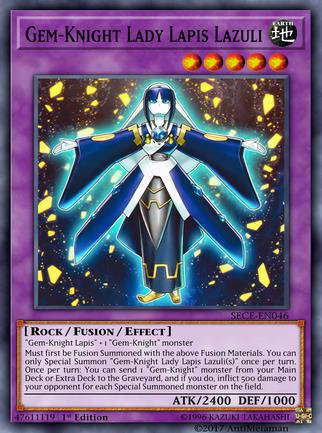 GEM-KNIGHT LADY LAPIS LAZULI
EARTH
地
SECE-EN046
[ROCK / FUSION / EFFECT]
"Gem-Knight Lapis" + 1 "Gem-Knight" monster
Must first be Fusion Summoned with the above Fusion Materials. You can
only Special Summon "Gem-Knight Lady Lapis Lazuli(s)" once per turn.
Once per turn: You can send 1 "Gem-Knight" monster from your Main
Deck or Extra Deck to the Graveyard, and if you do, inflict 500 damage to
your opponent for each Special Summoned monster on the field.
ATK/2400 DEF/1000
47611119 1st Edition ©1996 KAZUKI TAKAHASHI
©2017 AntiMetaman